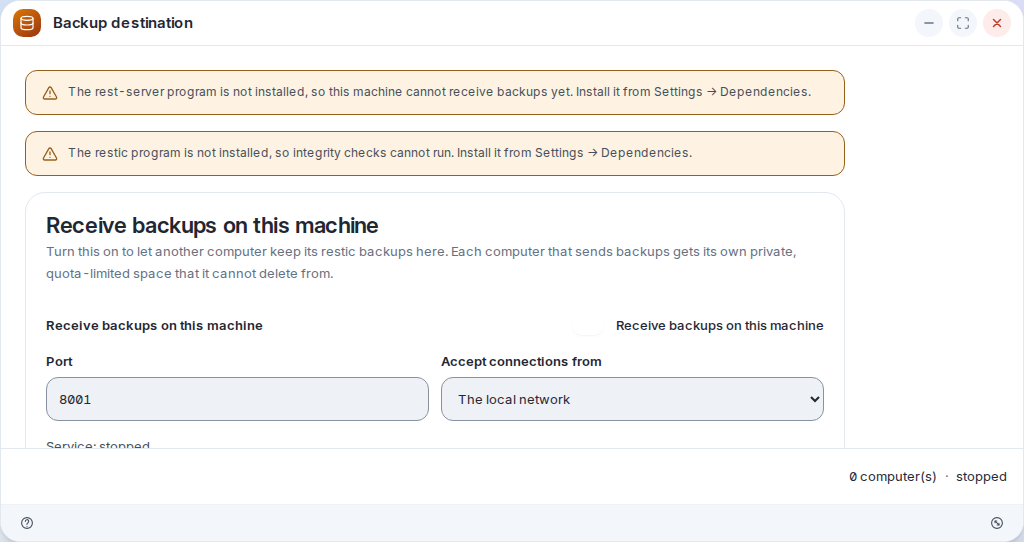 Backup destination
The rest-server program is not installed, so this machine cannot receive backups yet. Install it from Settings → Dependencies.
The restic program is not installed, so integrity checks cannot run. Install it from Settings → Dependencies.
Receive backups on this machine
Turn this on to let another computer keep its restic backups here. Each computer that sends backups gets its own private,
quota-limited space that it cannot delete from.
Receive backups on this machine
Receive backups on this machine
Port
Accept connections from
8001
The local network
Service: stopped
0 computer(s) · stopped